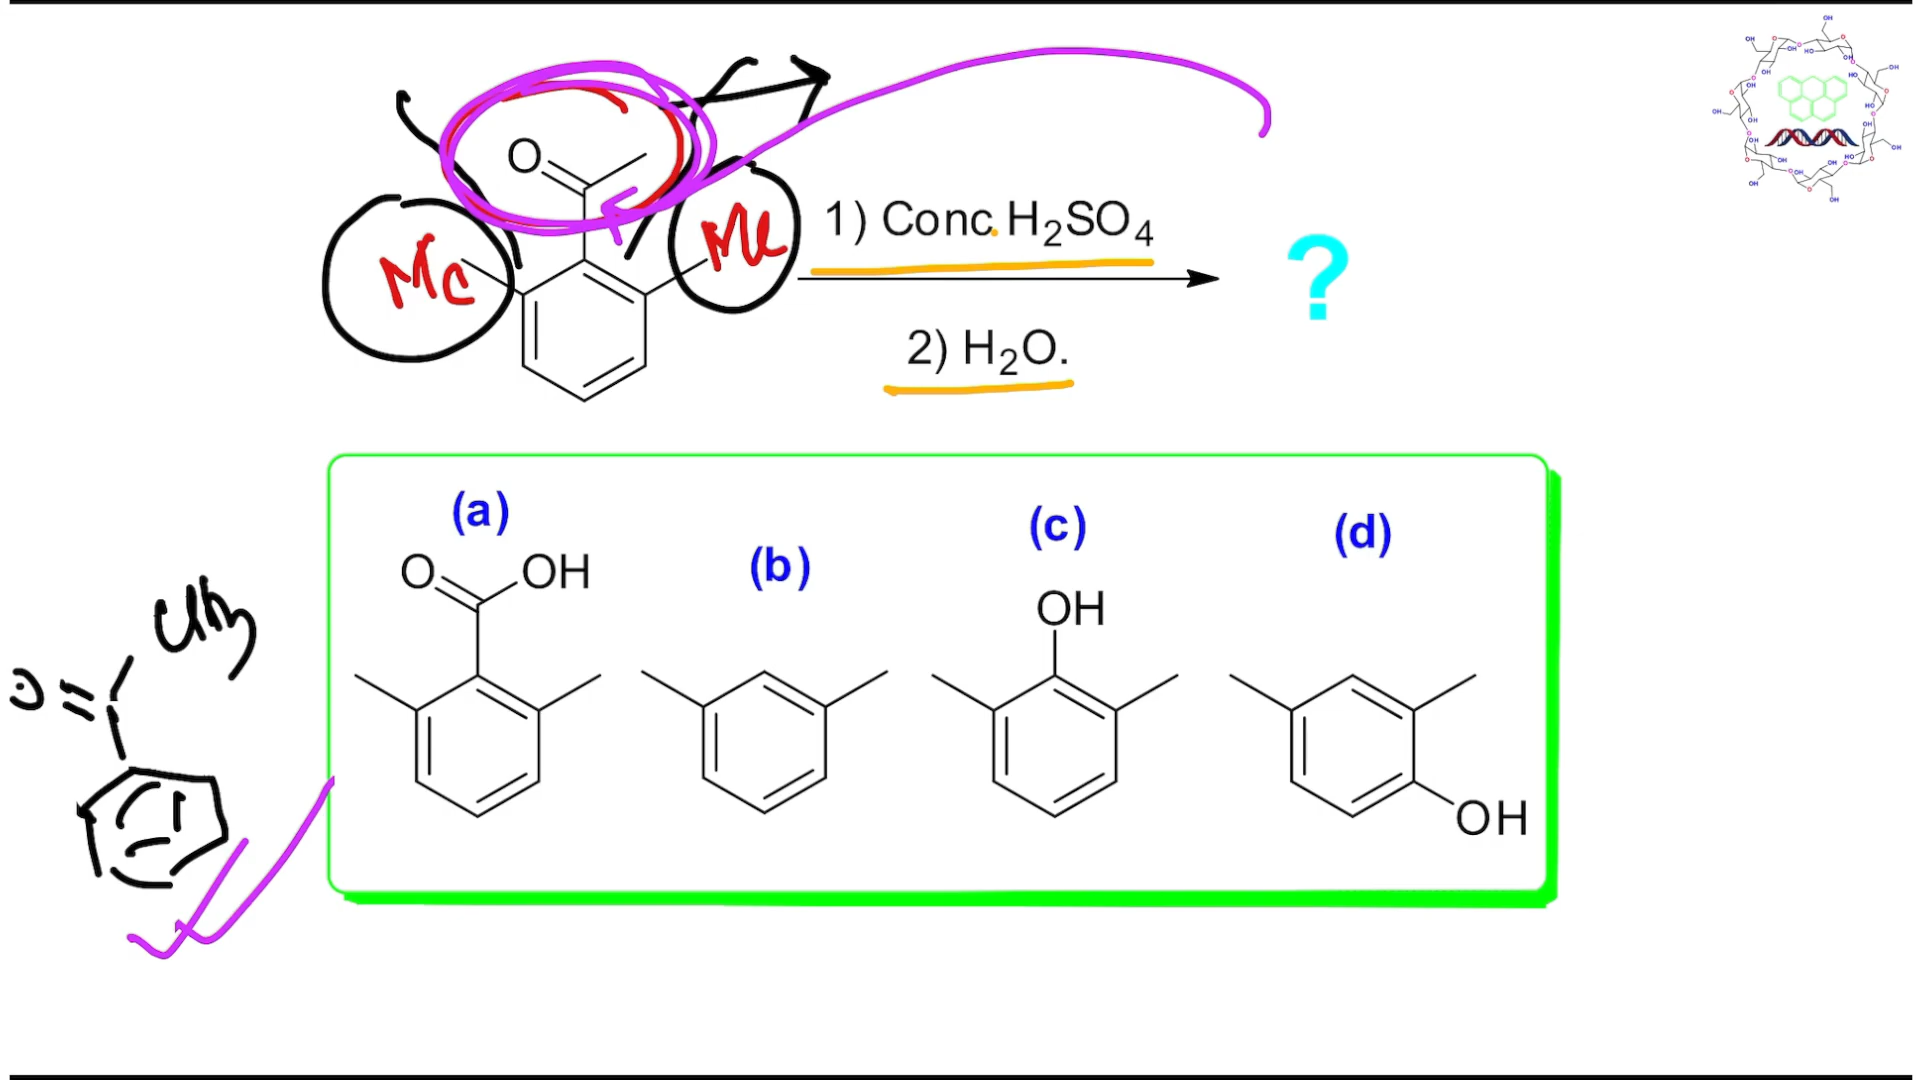 O
Me
Me
1) Conc. H2SO4
2) H2O.
?
(a)
(b)
(c)
(d)
O
OH
OH
OH
O
CH3